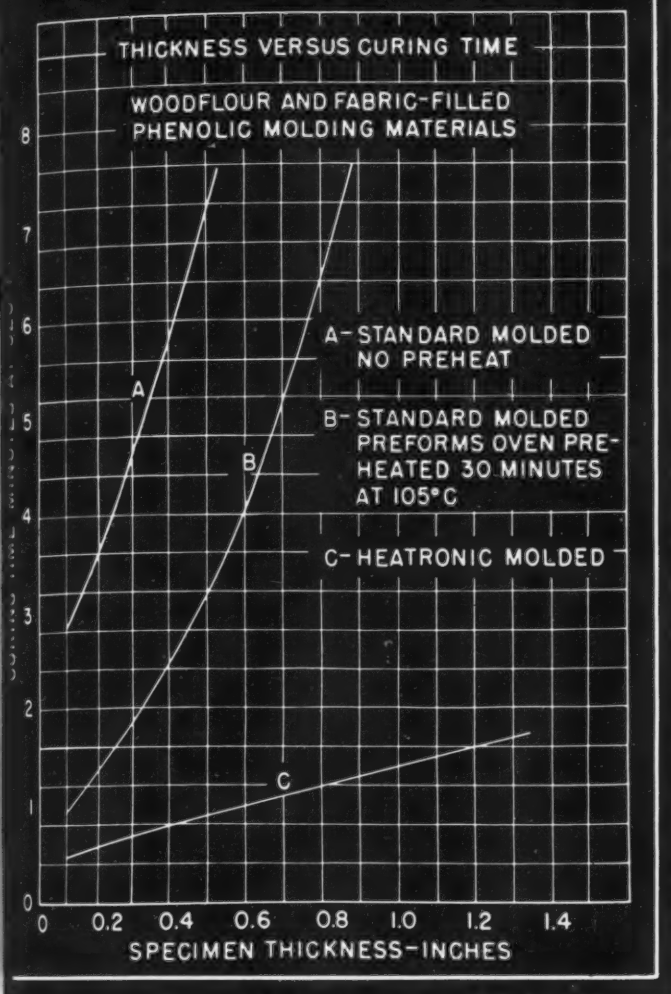 THICKNESS VERSUS CURING TIME
WOODFLOUR AND FABRIC-FILLED
PHENOLIC MOLDING MATERIALS
8
7
6
5
4
3
2
1
0
A
B
C
A-STANDARD MOLDED
NO PREHEAT
B-STANDARD MOLDED
PREFORMS OVEN PRE-
HEATED 30 MINUTES
AT 105°C
C-HEATRONIC MOLDED
0 0.2 0.4 0.6 0.8 1.0 1.2 1.4
SPECIMEN THICKNESS-INCHES